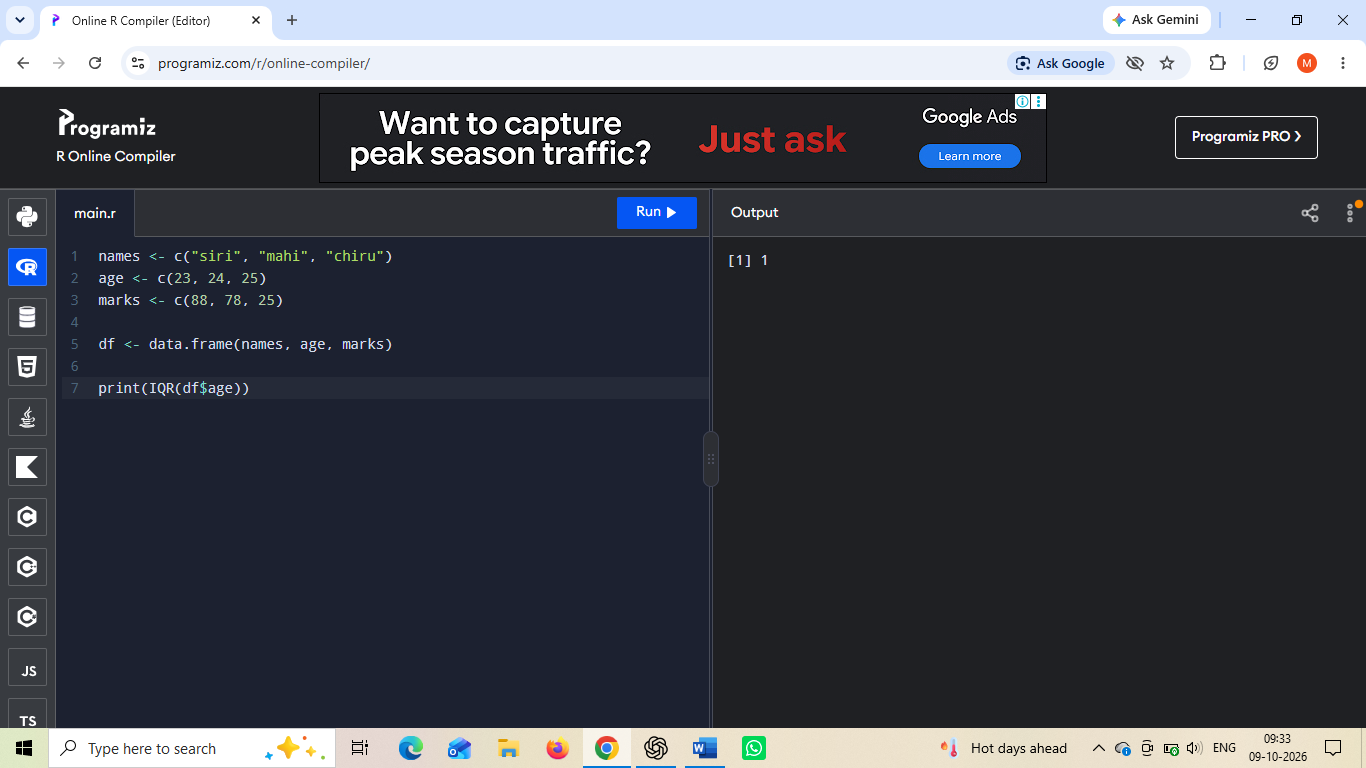 Online R Compiler (Editor)
Ask Gemini
programiz.com/r/online-compiler/
Ask Google
M
Programiz
R Online Compiler
Want to capture
peak season traffic?
Just ask
Google Ads
Learn more
Programiz PRO
main.r
Run
Output
1 names <- c("siri", "mahi", "chiru")
2 age <- c(23, 24, 25)
3 marks <- c(88, 78, 25)
4
5 df <- data.frame(names, age, marks)
6
7 print(IQR(df$age))
[1] 1
JS
TS
Type here to search
Hot days ahead
ENG
09:33
09-10-2026